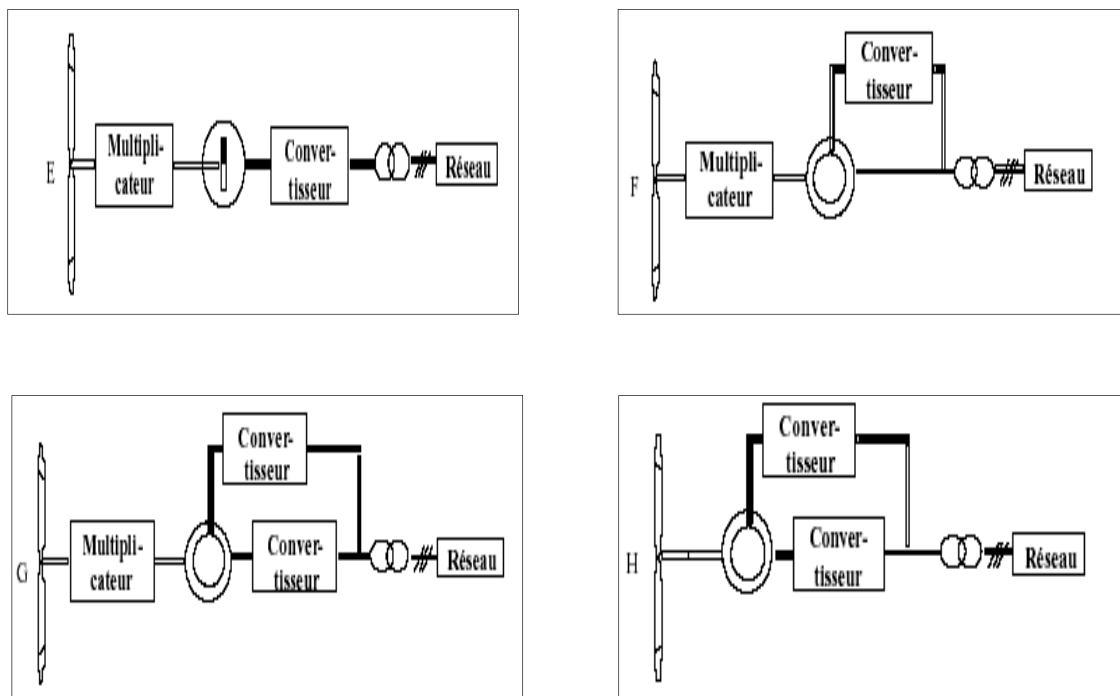 E
Multipli-
cateur
Conver-
tisseur
Réseau
F
Conver-
tisseur
Multipli-
cateur
Réseau
G
Conver-
tisseur
Multipli-
cateur
Conver-
tisseur
Réseau
H
Conver-
tisseur
Conver-
tisseur
Réseau